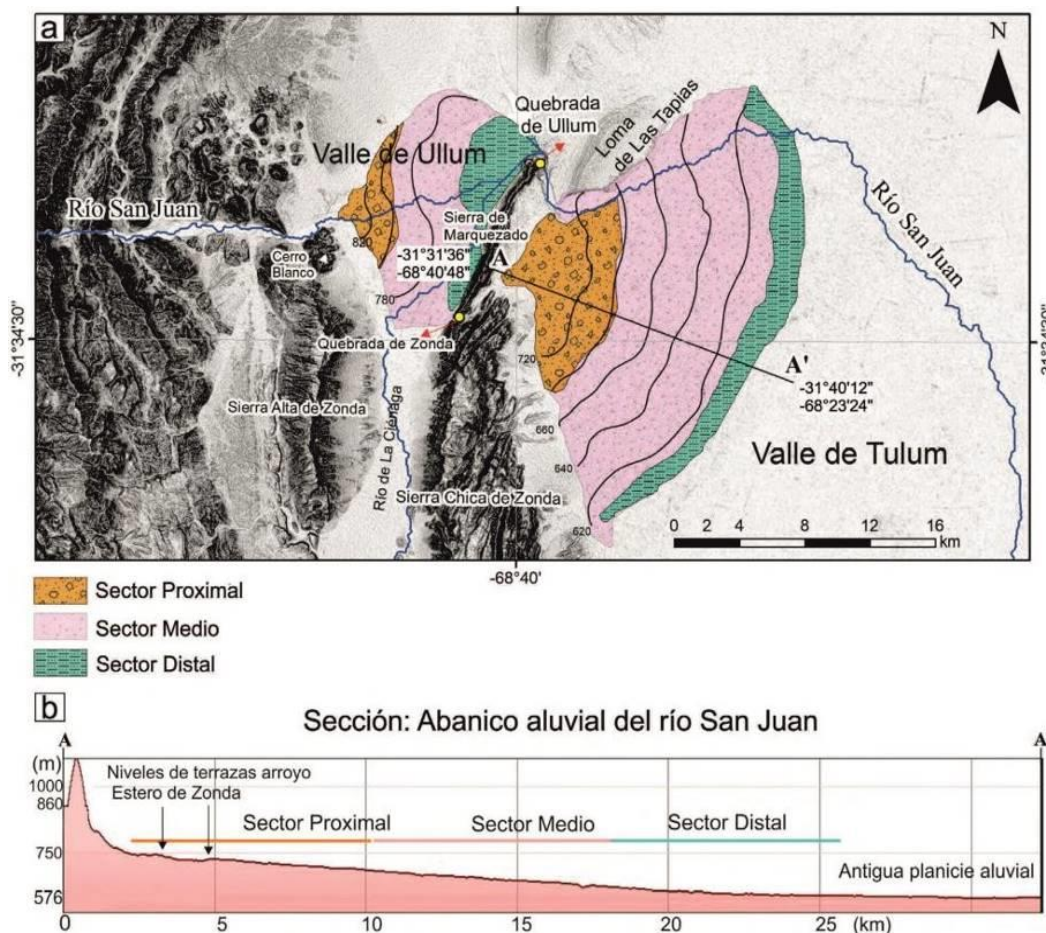 a
N
Quebrada
de Ullum
Loma
de Las Tapias
Valle de Ullum
Río San Juan
Río San Juan
820
Cerro
Blanco
Sierra de
Marquezado
-31°31'36"
-68°40'48"
A
780
-31°34'30"
Quebrada de Zonda
720
A'
-31°40'12"
-68°23'24"
Sierra Alta de Zonda
Río de La Ciénaga
660
Valle de Tulum
640
Sierra Chica de Zonda
620
0 2 4 8 12 16
km
-68°40'
Sector Proximal
Sector Medio
Sector Distal
b
Sección: Abanico aluvial del río San Juan
A
A
(m)
Niveles de terrazas arroyo
Estero de Zonda
1000
860
Sector Proximal
Sector Medio
Sector Distal
750
Antigua planicie aluvial
576
0 5 10 15 20 25 (km)